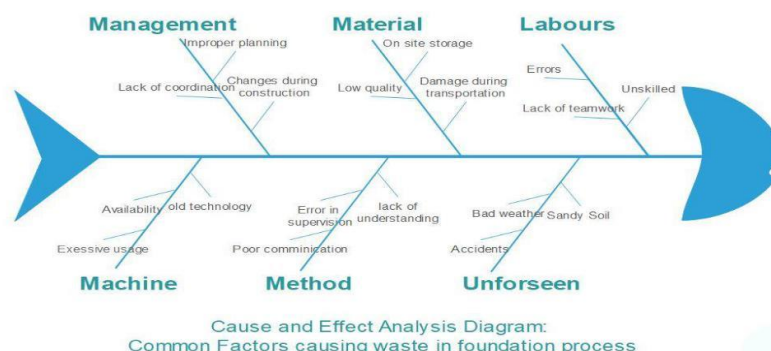 Management
Material
Labours
Improper planning
On site storage
Errors
Lack of coordination
Changes during
construction
Low quality
Damage during
transportation
Unskilled
Lack of teamwork
Availability
old technology
Error in
supervision
lack of
understanding
Bad weather
Sandy Soil
Exessive usage
Poor comminication
Accidents
Machine
Method
Unforseen
Cause and Effect Analysis Diagram:
Common Factors causing waste in foundation process